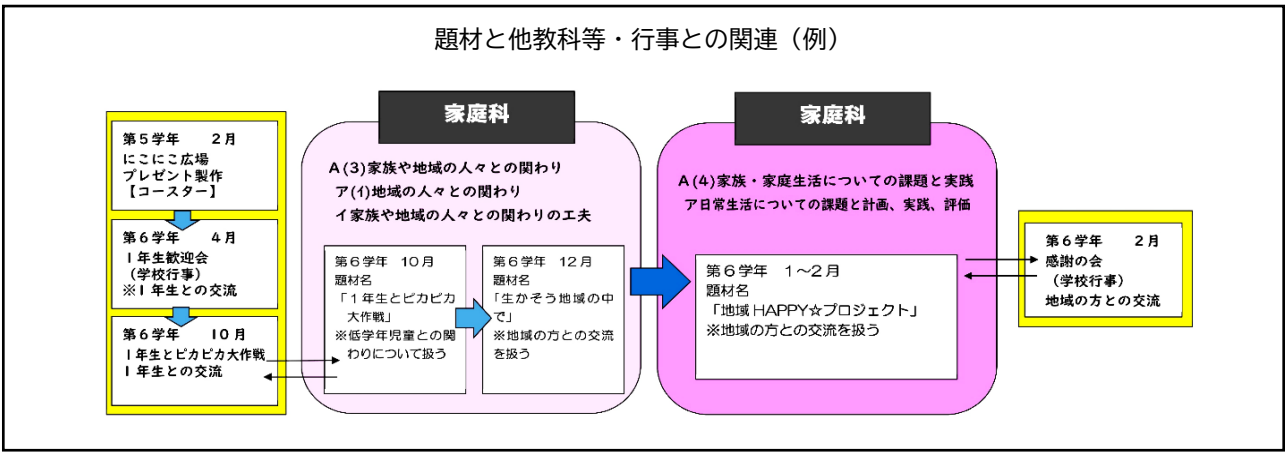 題材と他教科等・行事との関連（例）
第５学年　２月
にこにこ広場
プレゼント製作
【コースター】
第６学年　４月
１年生歓迎会
（学校行事）
※１年生との交流
第６学年　１０月
１年生とピカピカ大作戦
１年生との交流
家庭科
A(3)家族や地域の人々との関わり
ア(ｲ)地域の人々との関わり
イ家族や地域の人々との関わりの工夫
第６学年　10月
題材名
「１年生とピカピカ
大作戦」
※低学年児童との関
わりについて扱う
第６学年　12月
題材名
「生かそう地域の中
で」
※地域の方との交流
を扱う
家庭科
A(4)家族・家庭生活についての課題と実践
ア日常生活についての課題と計画、実践、評価
第６学年　１～２月
題材名
「地域 HAPPY☆プロジェクト」
※地域の方との交流を扱う
第６学年　２月
感謝の会
（学校行事）
地域の方との交流